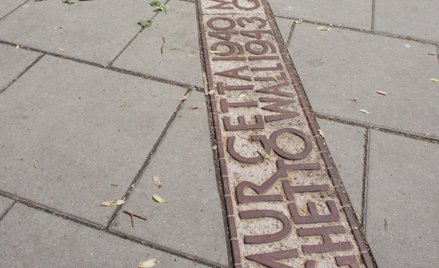 MUR GETTA 1940 M
GHETTO WALL 1943 G